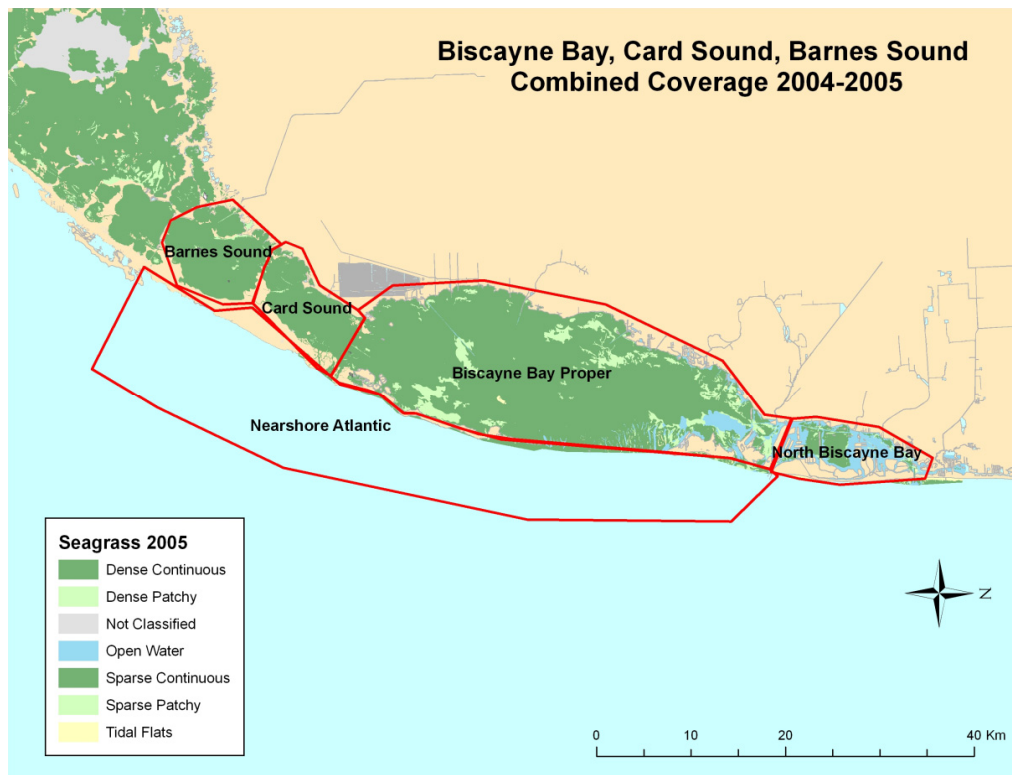 Biscayne Bay, Card Sound, Barnes Sound
Combined Coverage 2004-2005
Barnes Sound
Card Sound
Biscayne Bay Proper
Nearshore Atlantic
North Biscayne Bay
Seagrass 2005
Dense Continuous
Dense Patchy
Not Classified
Open Water
Sparse Continuous
Sparse Patchy
Tidal Flats
N
0 10 20 40 Km